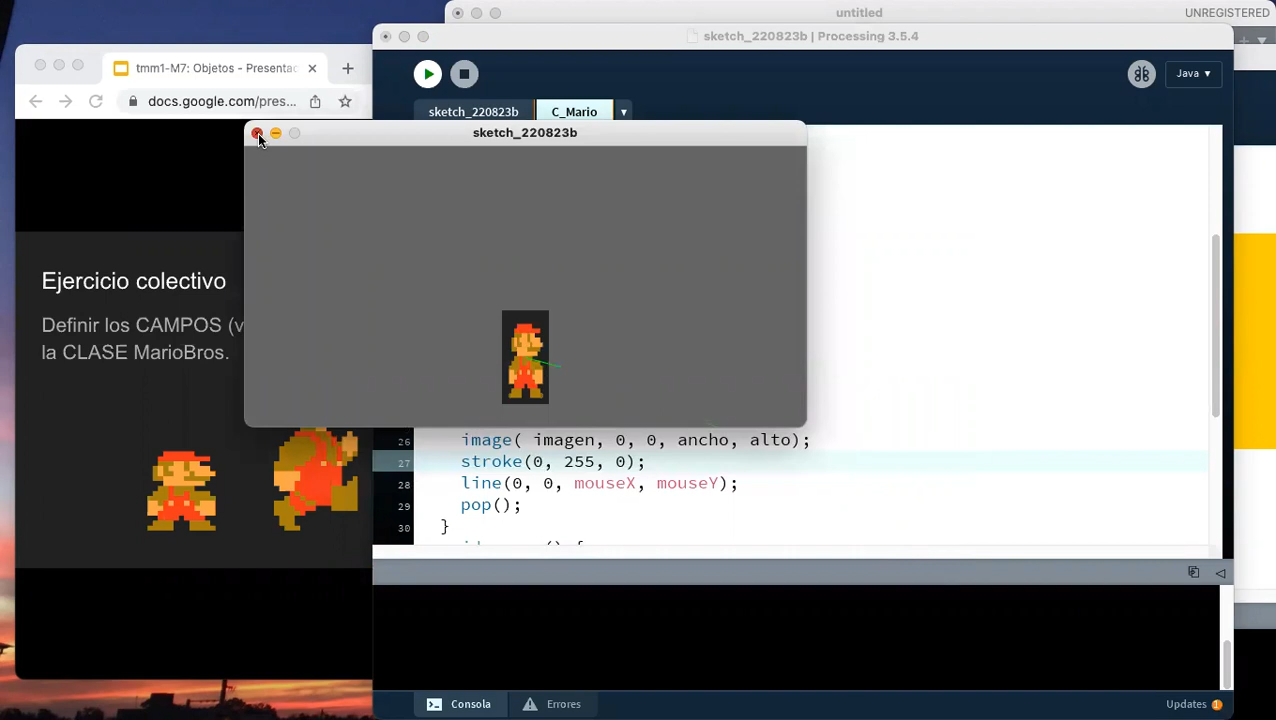 untitled
UNREGISTERED
sketch_220823b | Processing 3.5.4
tmm1-M7: Objetos - Presentac
docs.google.com/pres...
Java ▾
sketch_220823b
C_Mario
sketch_220823b
Ejercicio colectivo
Definir los CAMPOS (v
la CLASE MarioBros.
26 image( imagen, 0, 0, ancho, alto);
27 stroke(0, 255, 0);
28 line(0, 0, mouseX, mouseY);
29 pop();
30 }
Consola
Errores
Updates 1